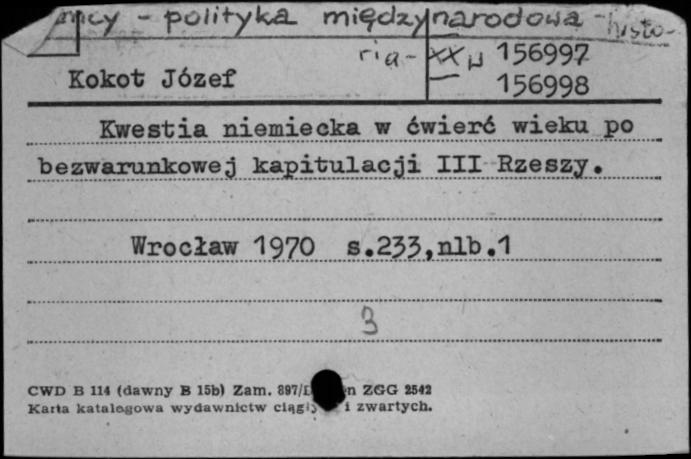 mcy - polityka międzynarodowa - histo-
ria - XX w 156997
Kokot Józef 156998
Kwestia niemiecka w ćwierć wieku po
bezwarunkowej kapitulacji III Rzeszy.
Wrocław 1970 s.233,nlb.1
3
CWD B 114 (dawny B 15b) Zam. 897/ n ZGG 2542
Karta katalogowa wydawnictw i zwartych.